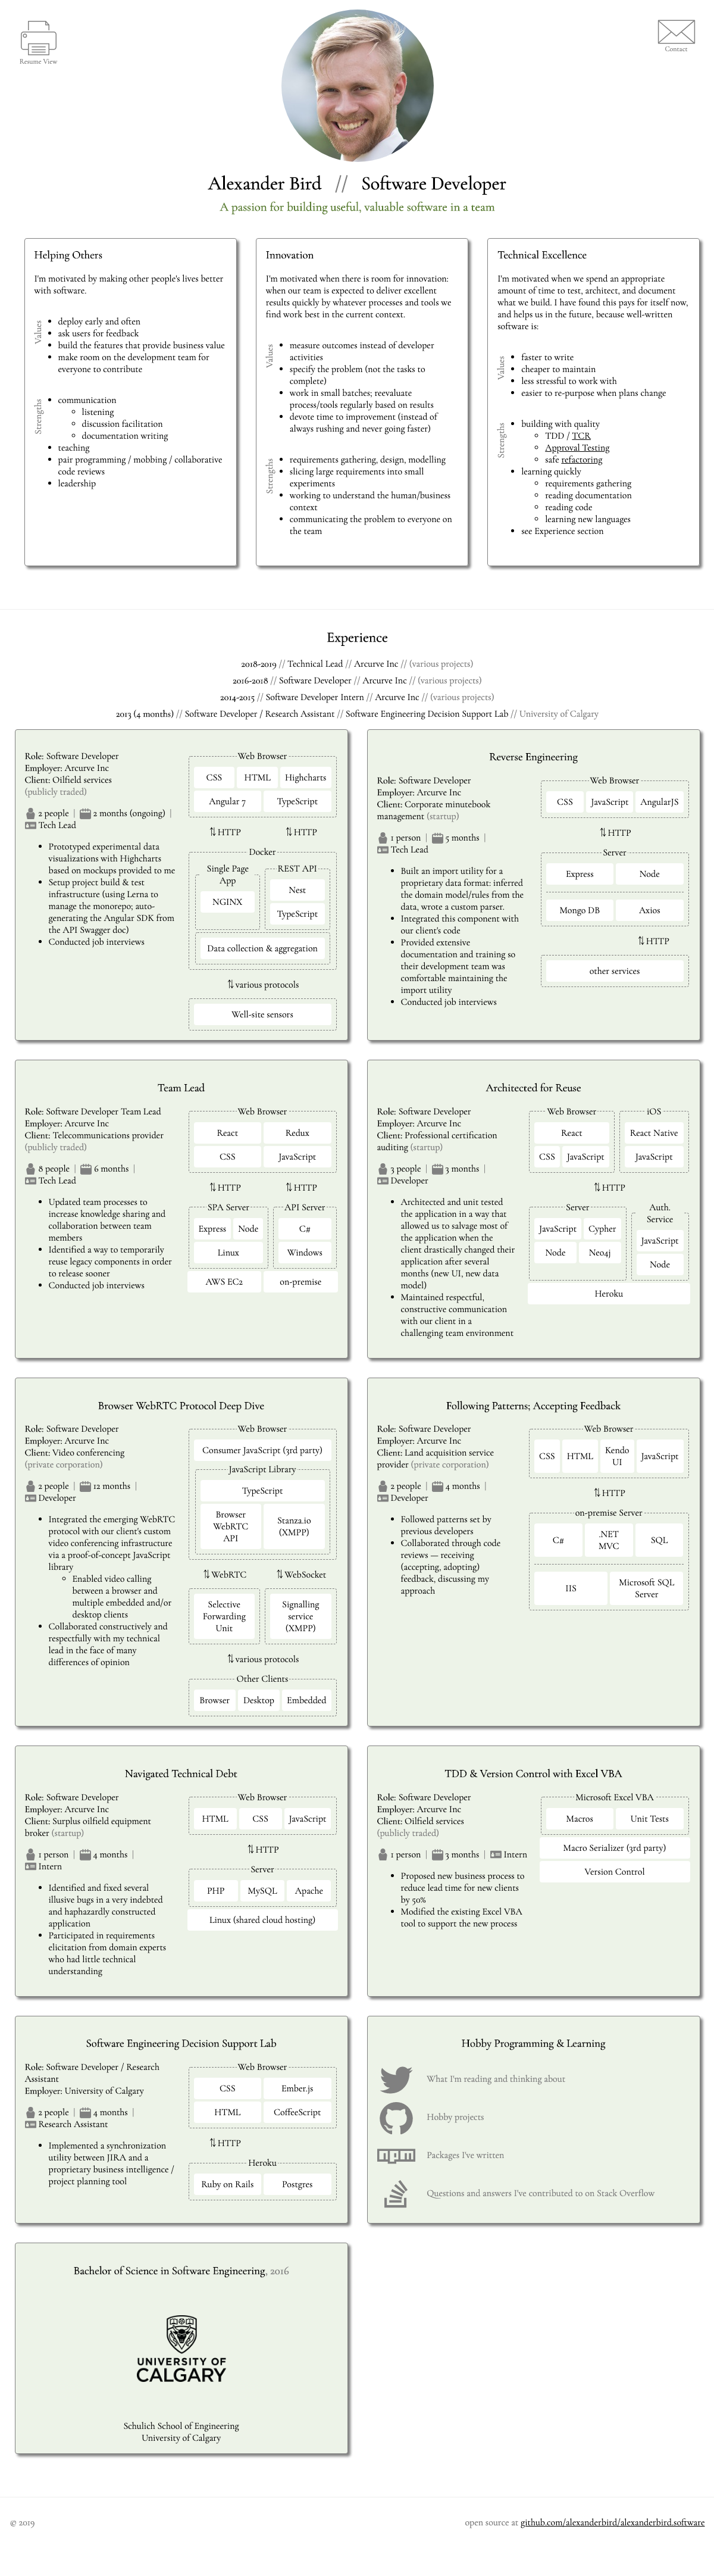 Resume View
Contact
Alexander Bird // Software Developer
A passion for building useful, valuable software in a team
Helping Others
I'm motivated by making other people's lives better
with software.
Values
deploy early and often
ask users for feedback
build the features that provide business value
make room on the development team for
everyone to contribute
Strengths
communication
listening
discussion facilitation
documentation writing
teaching
pair programming / mobbing / collaborative
code reviews
leadership
Innovation
I'm motivated when there is room for innovation:
when our team is expected to deliver excellent
results quickly by whatever processes and tools we
find work best in the current context.
Values
measure outcomes instead of developer
activities
specify the problem (not the tasks to
complete)
work in small batches; reevaluate
process/tools regularly based on results
devote time to improvement (instead of
always rushing and never going faster)
Strengths
requirements gathering, design, modelling
slicing large requirements into small
experiments
working to understand the human/business
context
communicating the problem to everyone on
the team
Technical Excellence
I'm motivated when we spend an appropriate
amount of time to test, architect, and document
what we build. I have found this pays for itself now,
and helps us in the future, because well-written
software is:
Values
faster to write
cheaper to maintain
less stressful to work with
easier to re-purpose when plans change
Strengths
building with quality
TDD / TCR
Approval Testing
safe refactoring
learning quickly
requirements gathering
reading documentation
reading code
learning new languages
see Experience section
Experience
2018-2019 // Technical Lead // Arcurve Inc // (various projects)
2016-2018 // Software Developer // Arcurve Inc // (various projects)
2014-2015 // Software Developer Intern // Arcurve Inc // (various projects)
2013 (4 months) // Software Developer / Research Assistant // Software Engineering Decision Support Lab // University of Calgary
Role: Software Developer
Employer: Arcurve Inc
Client: Oilfield services
(publicly traded)
2 people | 2 months (ongoing) |
Tech Lead
Prototyped experimental data
visualizations with Highcharts
based on mockups provided to me
Setup project build & test
infrastructure (using Lerna to
manage the monorepo; auto-
generating the Angular SDK from
the API Swagger doc)
Conducted job interviews
Web Browser
CSS HTML Highcharts
Angular 7 TypeScript
⇅ HTTP ⇅ HTTP
Docker
Single Page
App
NGINX
REST API
Nest
TypeScript
Data collection & aggregation
⇅ various protocols
Well-site sensors
Reverse Engineering
Role: Software Developer
Employer: Arcurve Inc
Client: Corporate minutebook
management (startup)
1 person | 5 months |
Tech Lead
Built an import utility for a
proprietary data format: inferred
the domain model/rules from the
data, wrote a custom parser.
Integrated this component with
our client's code
Provided extensive
documentation and training so
their development team was
comfortable maintaining the
import utility
Conducted job interviews
Web Browser
CSS JavaScript AngularJS
⇅ HTTP
Server
Express Node
Mongo DB Axios
⇅ HTTP
other services
Team Lead
Role: Software Developer Team Lead
Employer: Arcurve Inc
Client: Telecommunications provider
(publicly traded)
8 people | 6 months |
Tech Lead
Updated team processes to
increase knowledge sharing and
collaboration between team
members
Identified a way to temporarily
reuse legacy components in order
to release sooner
Conducted job interviews
Web Browser
React Redux
CSS JavaScript
⇅ HTTP ⇅ HTTP
SPA Server API Server
Express Node C#
Linux Windows
AWS EC2 on-premise
Architected for Reuse
Role: Software Developer
Employer: Arcurve Inc
Client: Professional certification
auditing (startup)
3 people | 3 months |
Developer
Architected and unit tested
the application in a way that
allowed us to salvage most of
the application when the
client drastically changed their
application after several
months (new UI, new data
model)
Maintained respectful,
constructive communication
with our client in a
challenging team environment
Web Browser iOS
React React Native
CSS JavaScript JavaScript
⇅ HTTP
Server
JavaScript Cypher
Node Neo4j
Auth.
Service
JavaScript
Node
Heroku
Browser WebRTC Protocol Deep Dive
Role: Software Developer
Employer: Arcurve Inc
Client: Video conferencing
(private corporation)
2 people | 12 months |
Developer
Integrated the emerging WebRTC
protocol with our client's custom
video conferencing infrastructure
via a proof-of-concept JavaScript
library
Enabled video calling
between a browser and
multiple embedded and/or
desktop clients
Collaborated constructively and
respectfully with my technical
lead in the face of many
differences of opinion
Web Browser
Consumer JavaScript (3rd party)
JavaScript Library
TypeScript
Browser
WebRTC
API
Stanza.io
(XMPP)
⇅ WebRTC ⇅ WebSocket
Selective
Forwarding
Unit
Signalling
service
(XMPP)
⇅ various protocols
Other Clients
Browser Desktop Embedded
Following Patterns; Accepting Feedback
Role: Software Developer
Employer: Arcurve Inc
Client: Land acquisition service
provider (private corporation)
2 people | 4 months |
Developer
Followed patterns set by
previous developers
Collaborated through code
reviews — receiving
(accepting, adopting)
feedback, discussing my
approach
Web Browser
CSS HTML Kendo
UI JavaScript
⇅ HTTP
on-premise Server
C# .NET
MVC SQL
IIS Microsoft SQL
Server
Navigated Technical Debt
Role: Software Developer
Employer: Arcurve Inc
Client: Surplus oilfield equipment
broker (startup)
1 person | 4 months |
Intern
Identified and fixed several
illusive bugs in a very indebted
and haphazardly constructed
application
Participated in requirements
elicitation from domain experts
who had little technical
understanding
Web Browser
HTML CSS JavaScript
⇅ HTTP
Server
PHP MySQL Apache
Linux (shared cloud hosting)
TDD & Version Control with Excel VBA
Role: Software Developer
Employer: Arcurve Inc
Client: Oilfield services
(publicly traded)
1 person | 3 months | Intern
Proposed new business process to
reduce lead time for new clients
by 50%
Modified the existing Excel VBA
tool to support the new process
Microsoft Excel VBA
Macros Unit Tests
Macro Serializer (3rd party)
Version Control
Software Engineering Decision Support Lab
Role: Software Developer / Research
Assistant
Employer: University of Calgary
2 people | 4 months |
Research Assistant
Implemented a synchronization
utility between JIRA and a
proprietary business intelligence /
project planning tool
Web Browser
CSS Ember.js
HTML CoffeeScript
⇅ HTTP
Heroku
Ruby on Rails Postgres
Hobby Programming & Learning
What I'm reading and thinking about
Hobby projects
npm Packages I've written
Questions and answers I've contributed to on Stack Overflow
Bachelor of Science in Software Engineering, 2016
UNIVERSITY OF
CALGARY
Schulich School of Engineering
University of Calgary
© 2019
open source at github.com/alexanderbird/alexanderbird.software